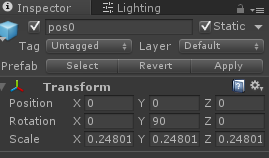 Inspector Lighting
pos0 Static
Tag Untagged Layer Default
Prefab Select Revert Apply
Transform
Position X 0 Y 0 Z 0
Rotation X 0 Y 90 Z 0
Scale X 0.24801 Y 0.24801 Z 0.24801